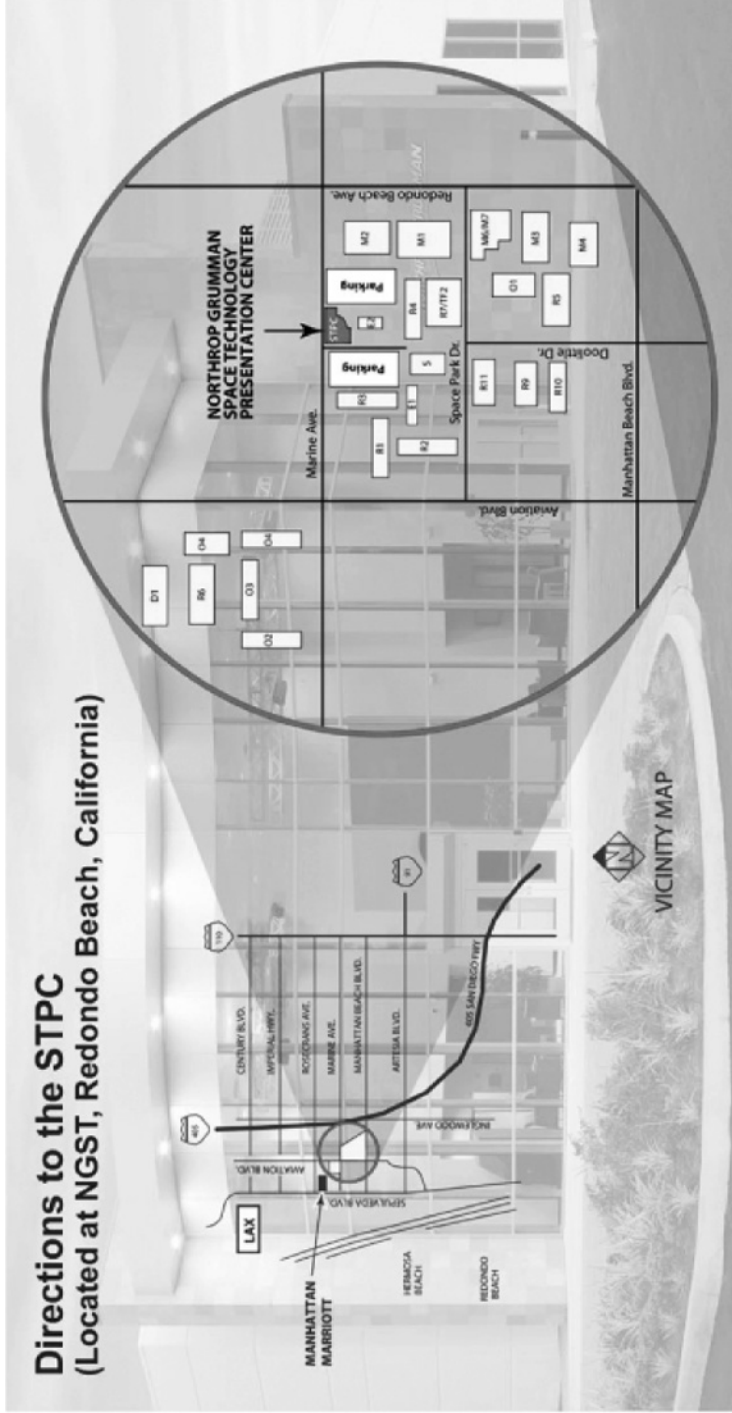 Directions to the STPC
(Located at NGST, Redondo Beach, California)
LAX
MANHATTAN
MARRIOTT
HERMOSA
BEACH
REDONDO
BEACH
SEPULVEDA BLVD.
AVIATION BLVD.
INGLEWOOD AVE
405
110
91
CENTURY BLVD.
IMPERIAL HWY.
ROSECRANS AVE.
MARINE AVE.
MANHATTAN BEACH BLVD.
ARTESIA BLVD.
405 SAN DIEGO FWY
N
VICINITY MAP
NORTHROP GRUMMAN
SPACE TECHNOLOGY
PRESENTATION CENTER
Marine Ave.
Space Park Dr.
Manhattan Beach Blvd.
Aviation Blvd.
Doolittle Dr.
Redondo Beach Ave.
D1
O4
R6
O2
O3
O4
STPC
Parking
Parking
E2
M2
M1
R4
R7/TF2
R3
R1
E1
S
R2
R11
R9
R10
M6/M7
M3
M4
O1
R5